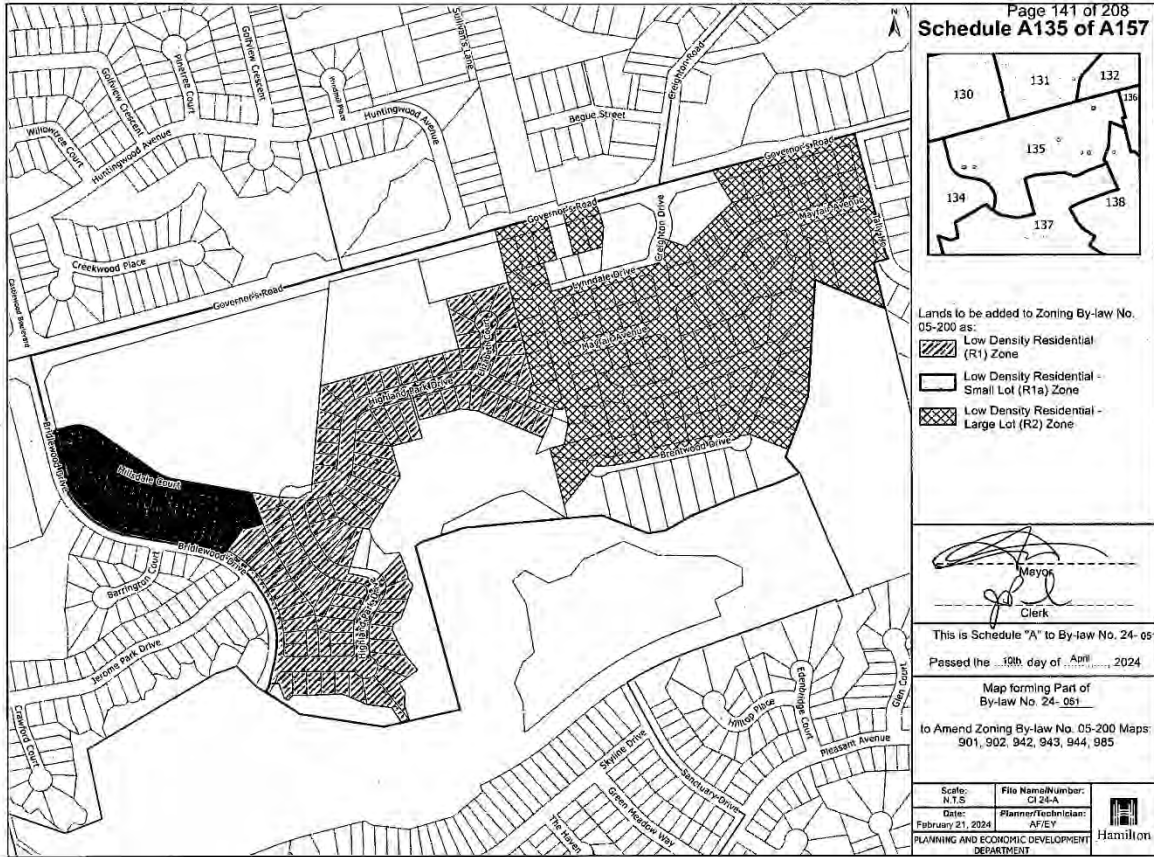 Page 141 of 208
Schedule A135 of A157
N
130
131
132
136
135
134
137
138
Lands to be added to Zoning By-law No.
05-200 as:
Low Density Residential
(R1) Zone
Low Density Residential -
Small Lot (R1a) Zone
Low Density Residential -
Large Lot (R2) Zone
Mayor
Clerk
This is Schedule "A" to By-law No. 24-
Passed the 10th day of April, 2024
Map forming Part of
By-law No. 24- 051
to Amend Zoning By-law No. 05-200 Maps:
901, 902, 942, 943, 944, 985
Scale:
N.T.S
File Name/Number:
CI 24-A
Date:
February 21, 2024
Planner/Technician:
AF/EY
PLANNING AND ECONOMIC DEVELOPMENT
DEPARTMENT
Hamilton
Golfview Crescent
Pinetree Court
Golfview Crescent
Willowtree Court
Huntingwood Avenue
Sullivan's Lane
Huntingwood Avenue
Begue Street
Creighton Road
Governor's Road
Governor's Road
Governor's Road
Creekwood Place
Creighton Drive
Lynndale Drive
Mayfair Avenue
Mayfair Avenue
Highland Park Drive
Brentwood Drive
Bridlewood Drive
Millsdale Court
Bridlewood Drive
Barrington Court
Highland Park Drive
Jerome Park Drive
Crawford Court
Hilltop Place
Edenbridge Court
Glen Court
Pleasant Avenue
Skyline Drive
Sanctuary Drive
Green Meadow Way
The Haven